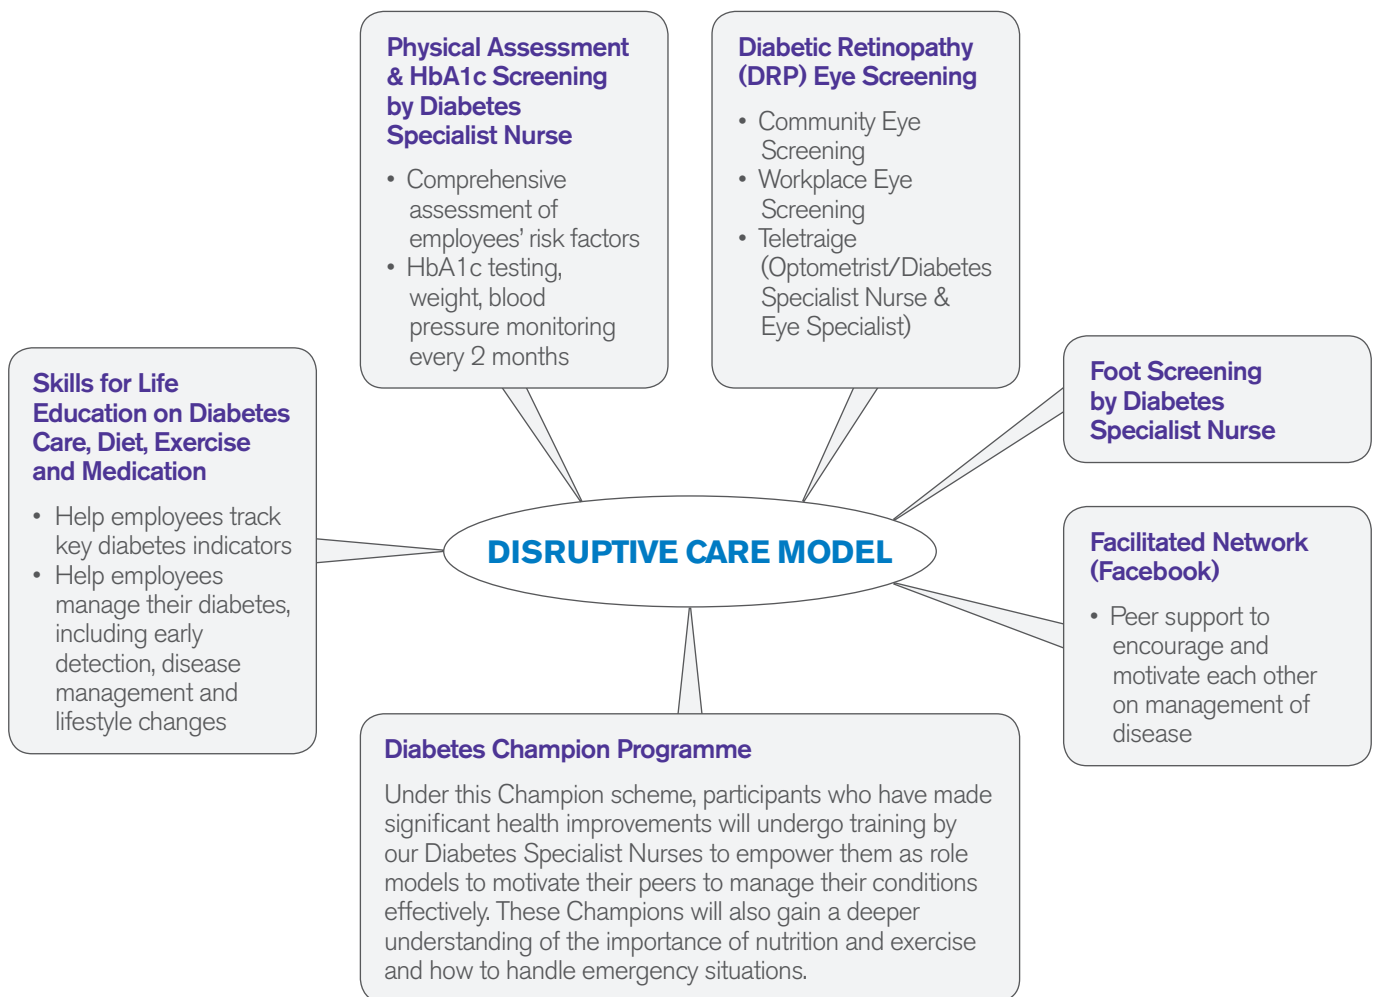 Physical Assessment
& HbA1c Screening
by Diabetes
Specialist Nurse
• Comprehensive
assessment of
employees’ risk factors
• HbA1c testing,
weight, blood
pressure monitoring
every 2 months
Diabetic Retinopathy
(DRP) Eye Screening
• Community Eye
Screening
• Workplace Eye
Screening
• Teletraige
(Optometrist/Diabetes
Specialist Nurse &
Eye Specialist)
Skills for Life
Education on Diabetes
Care, Diet, Exercise
and Medication
• Help employees track
key diabetes indicators
• Help employees
manage their diabetes,
including early
detection, disease
management and
lifestyle changes
DISRUPTIVE CARE MODEL
Foot Screening
by Diabetes
Specialist Nurse
Facilitated Network
(Facebook)
• Peer support to
encourage and
motivate each other
on management of
disease
Diabetes Champion Programme
Under this Champion scheme, participants who have made
significant health improvements will undergo training by
our Diabetes Specialist Nurses to empower them as role
models to motivate their peers to manage their conditions
effectively. These Champions will also gain a deeper
understanding of the importance of nutrition and exercise
and how to handle emergency situations.